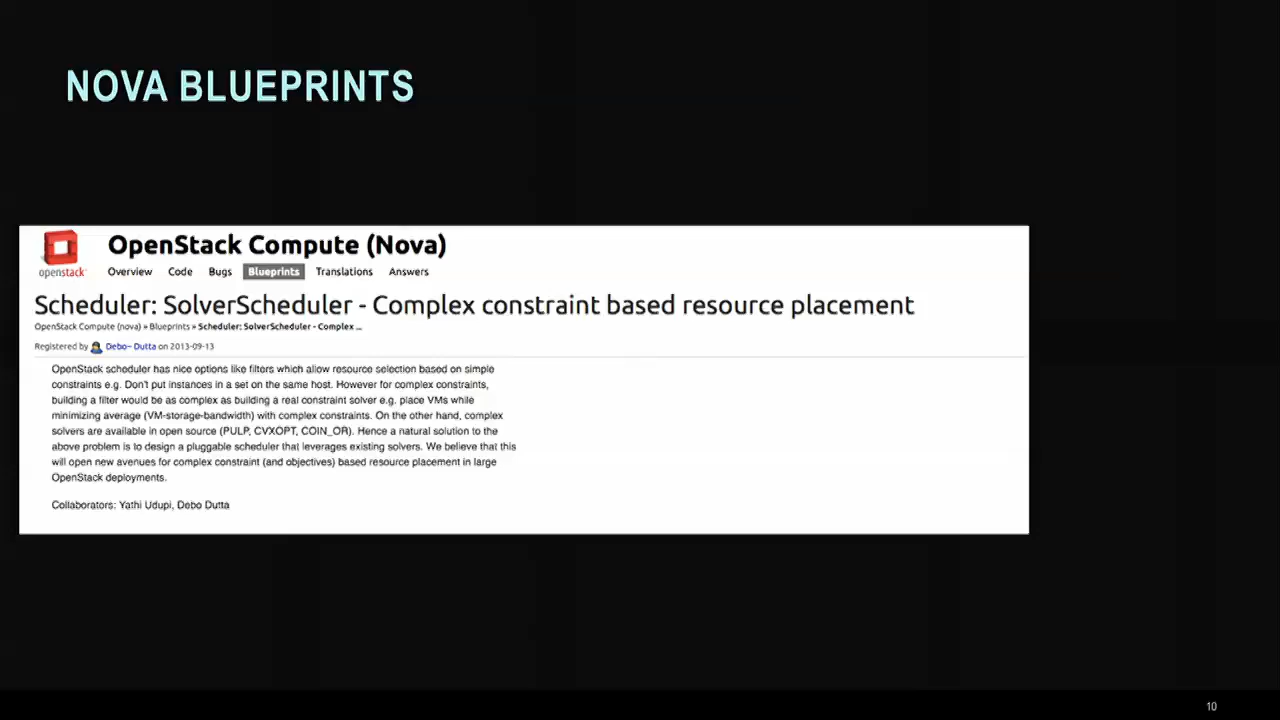 NOVA BLUEPRINTS
OpenStack Compute (Nova)
openstack
Overview Code Bugs Blueprints Translations Answers
Scheduler: SolverScheduler - Complex constraint based resource placement
OpenStack Compute (nova) » Blueprints » Scheduler: SolverScheduler - Complex ...
Registered by Debo~ Dutta on 2013-09-13
OpenStack scheduler has nice options like filters which allow resource selection based on simple
constraints e.g. Don't put instances in a set on the same host. However for complex constraints,
building a filter would be as complex as building a real constraint solver e.g. place VMs while
minimizing average (VM-storage-bandwidth) with complex constraints. On the other hand, complex
solvers are available in open source (PULP, CVXOPT, COIN_OR). Hence a natural solution to the
above problem is to design a pluggable scheduler that leverages existing solvers. We believe that this
will open new avenues for complex constraint (and objectives) based resource placement in large
OpenStack deployments.
Collaborators: Yathi Udupi, Debo Dutta
10